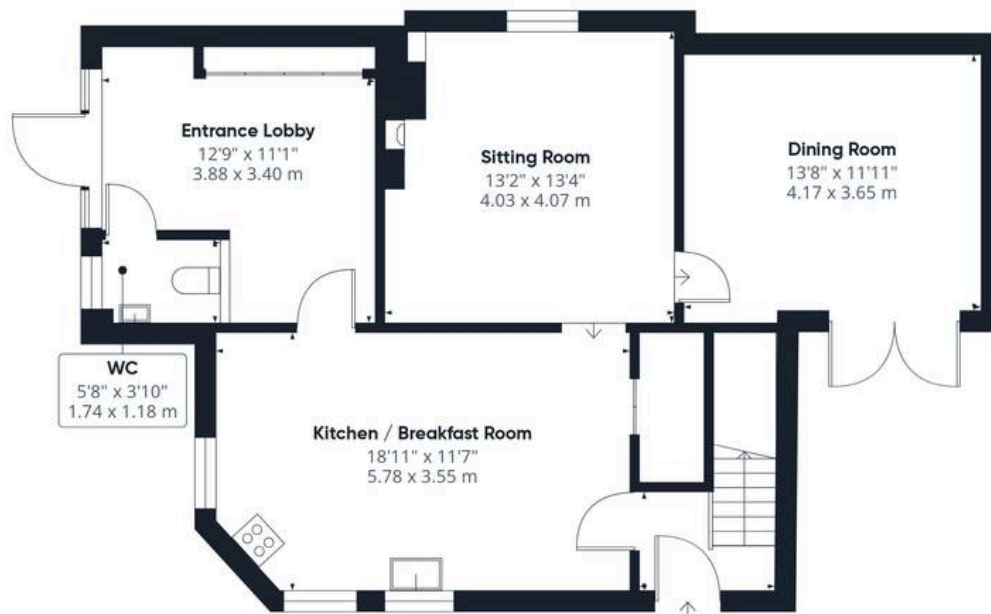 Entrance Lobby
12'9" x 11'1"
3.88 x 3.40 m
Sitting Room
13'2" x 13'4"
4.03 x 4.07 m
Dining Room
13'8" x 11'11"
4.17 x 3.65 m
WC
5'8" x 3'10"
1.74 x 1.18 m
Kitchen / Breakfast Room
18'11" x 11'7"
5.78 x 3.55 m